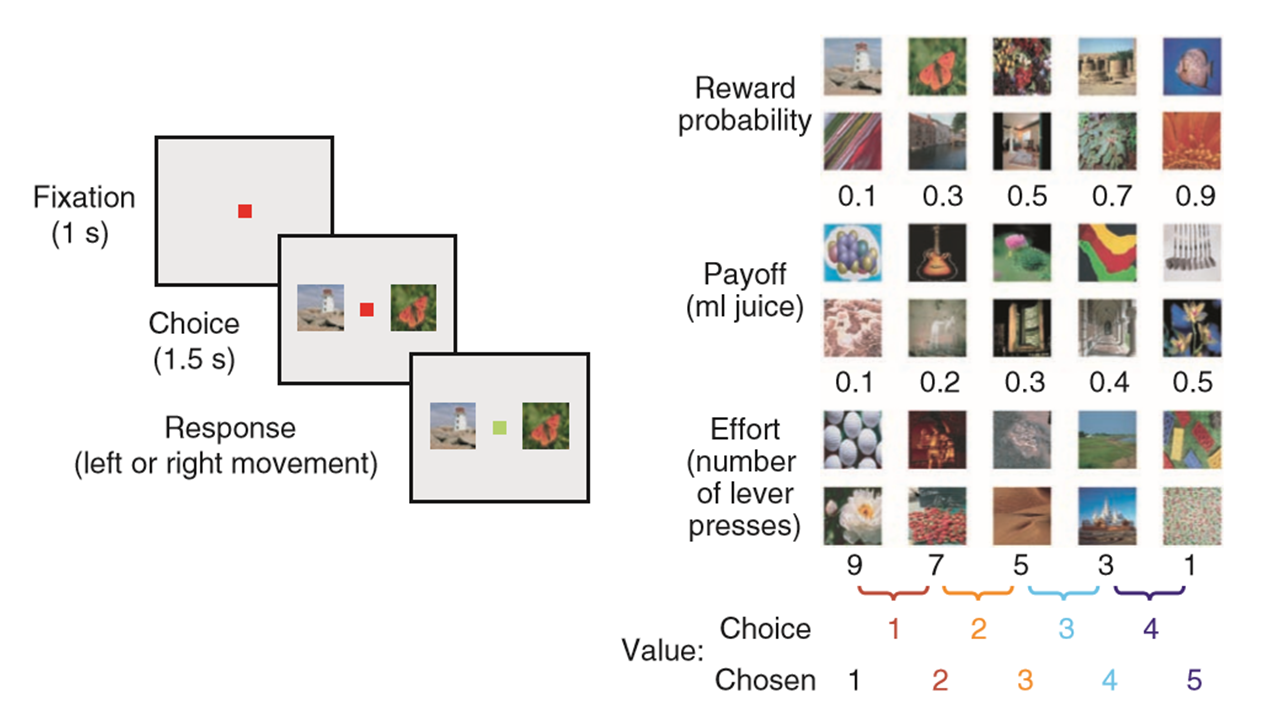 Fixation
(1 s)
Choice
(1.5 s)
Response
(left or right movement)
Reward
probability
0.1 0.3 0.5 0.7 0.9
Payoff
(ml juice)
0.1 0.2 0.3 0.4 0.5
Effort
(number
of lever
presses)
9 7 5 3 1
Value:
Choice 1 2 3 4
Chosen 1 2 3 4 5